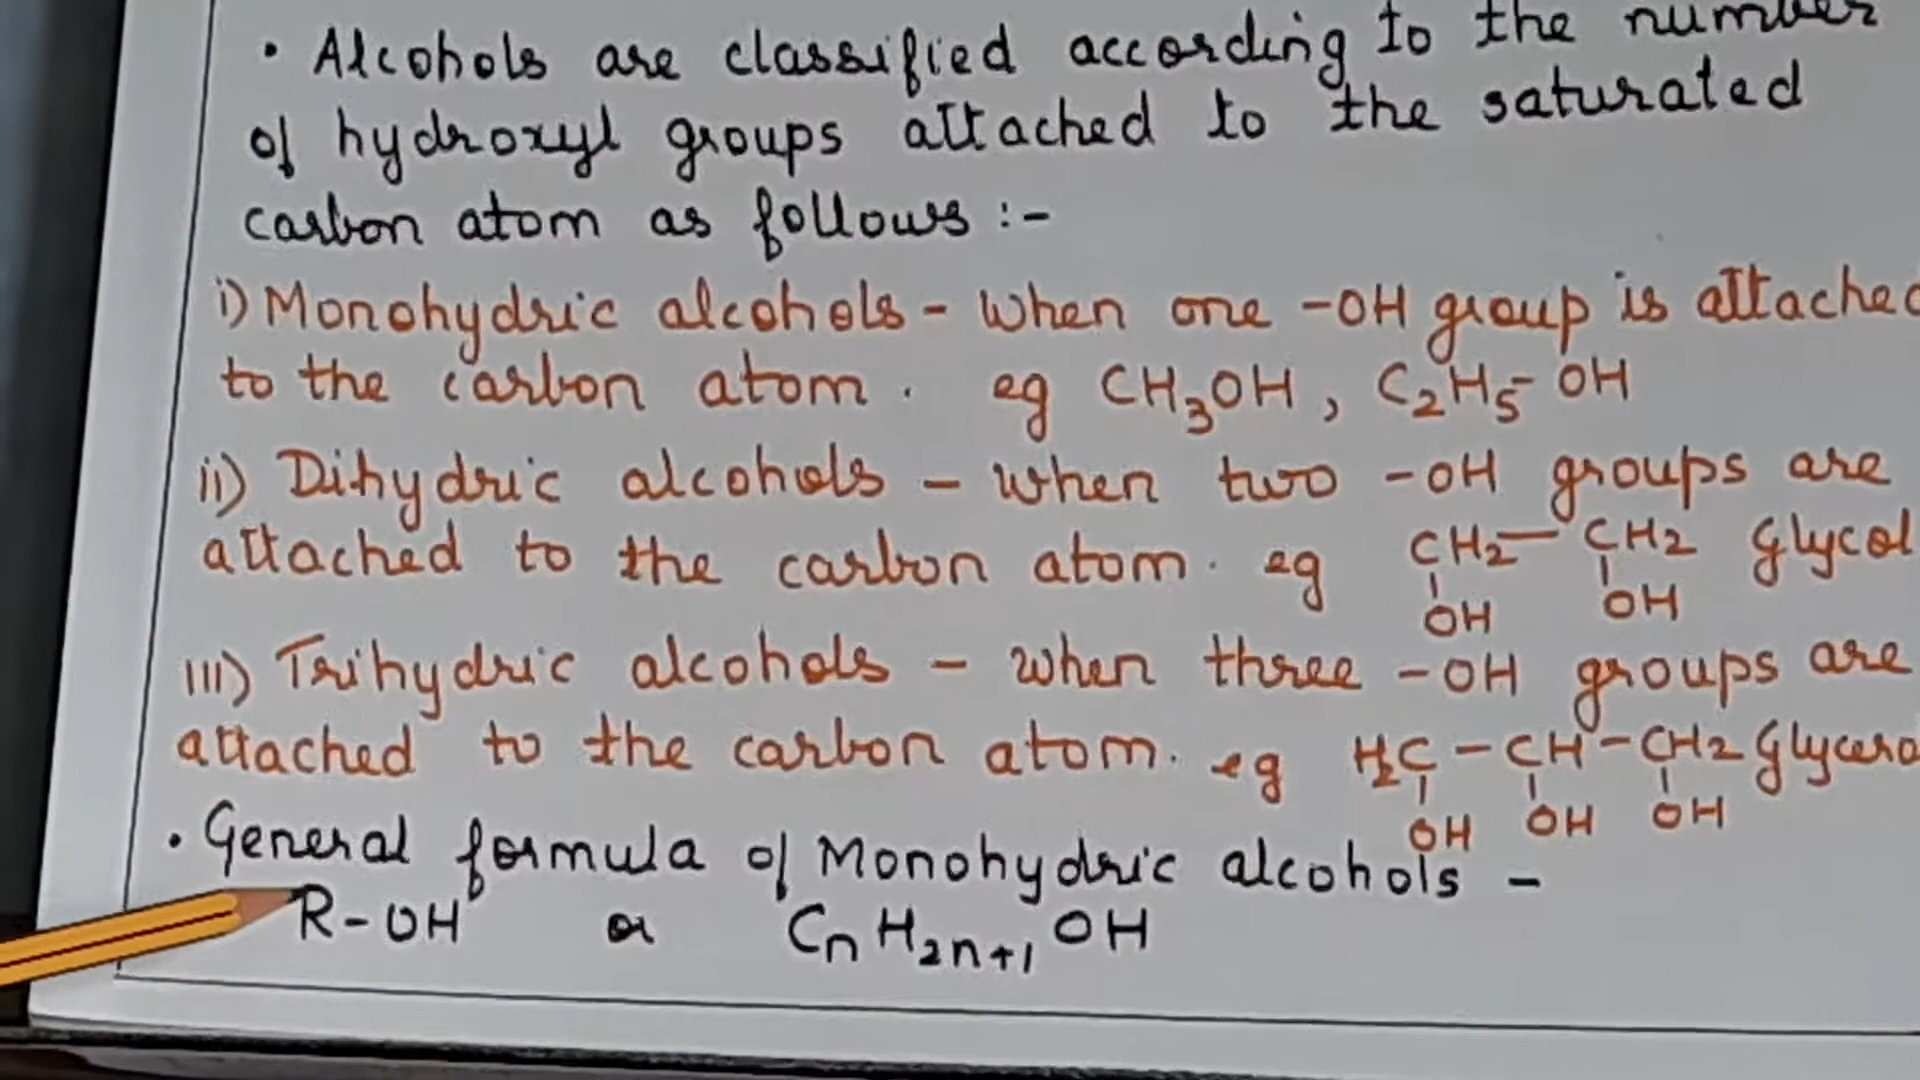 • Alcohols are classified according to the number
of hydroxyl groups attached to the saturated
carbon atom as follows :-
i) Monohydric alcohols - when one -OH group is attached
to the carbon atom. eg CH₃OH, C₂H₅-OH
ii) Dihydric alcohols - when two -OH groups are
attached to the carbon atom. eg CH₂-CH₂ Glycol
OH OH
III) Trihydric alcohols - when three -OH groups are
attached to the carbon atom. eg H₂C-CH-CH₂ Glycero
OH OH OH
• General formula of Monohydric alcohols -
R-OH or CₙH₂ₙ₊₁OH